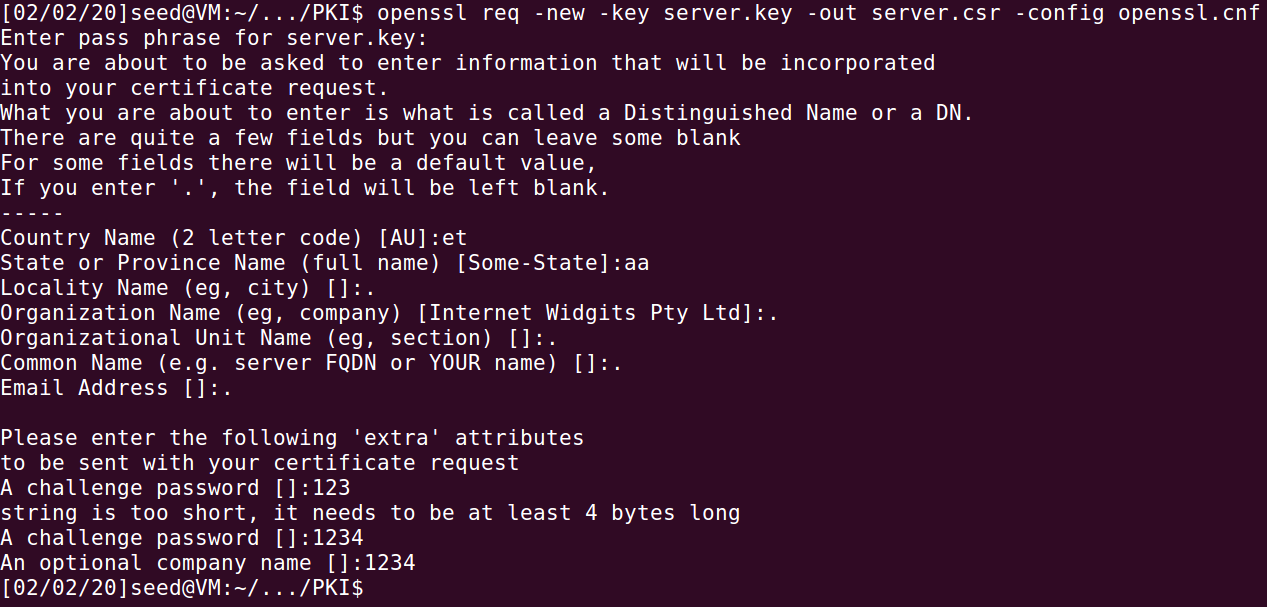 [02/02/20]seed@VM:~/.../PKI$ openssl req -new -key server.key -out server.csr -config openssl.cnf
Enter pass phrase for server.key:
You are about to be asked to enter information that will be incorporated
into your certificate request.
What you are about to enter is what is called a Distinguished Name or a DN.
There are quite a few fields but you can leave some blank
For some fields there will be a default value,
If you enter '.', the field will be left blank.
-----
Country Name (2 letter code) [AU]:et
State or Province Name (full name) [Some-State]:aa
Locality Name (eg, city) []:.
Organization Name (eg, company) [Internet Widgits Pty Ltd]:.
Organizational Unit Name (eg, section) []:.
Common Name (e.g. server FQDN or YOUR name) []:.
Email Address []:.

Please enter the following 'extra' attributes
to be sent with your certificate request
A challenge password []:123
string is too short, it needs to be at least 4 bytes long
A challenge password []:1234
An optional company name []:1234
[02/02/20]seed@VM:~/.../PKI$